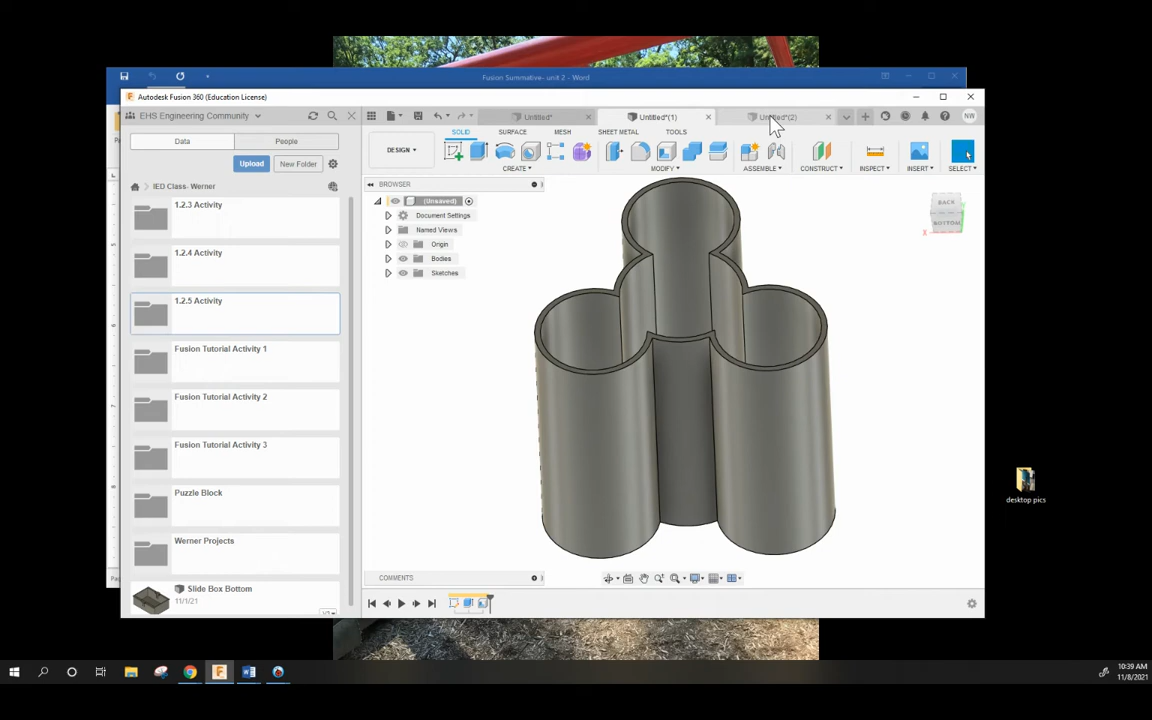 Fusion Summative- unit 2 - Word
Autodesk Fusion 360 (Education License)
EHS Engineering Community
Untitled*
Untitled*(1)
Untitled*(2)
NW
Data
People
SOLID
SURFACE
MESH
SHEET METAL
TOOLS
DESIGN
Upload
New Folder
CREATE
MODIFY
ASSEMBLE
CONSTRUCT
INSPECT
INSERT
SELECT
IED Class- Werner
BROWSER
(Unsaved)
Document Settings
Named Views
Origin
Bodies
Sketches
BACK
BOTTOM
X
1.2.3 Activity
1.2.4 Activity
1.2.5 Activity
Fusion Tutorial Activity 1
Fusion Tutorial Activity 2
Fusion Tutorial Activity 3
Puzzle Block
Werner Projects
Slide Box Bottom
11/1/21
COMMENTS
desktop pics
10:39 AM
11/8/2021